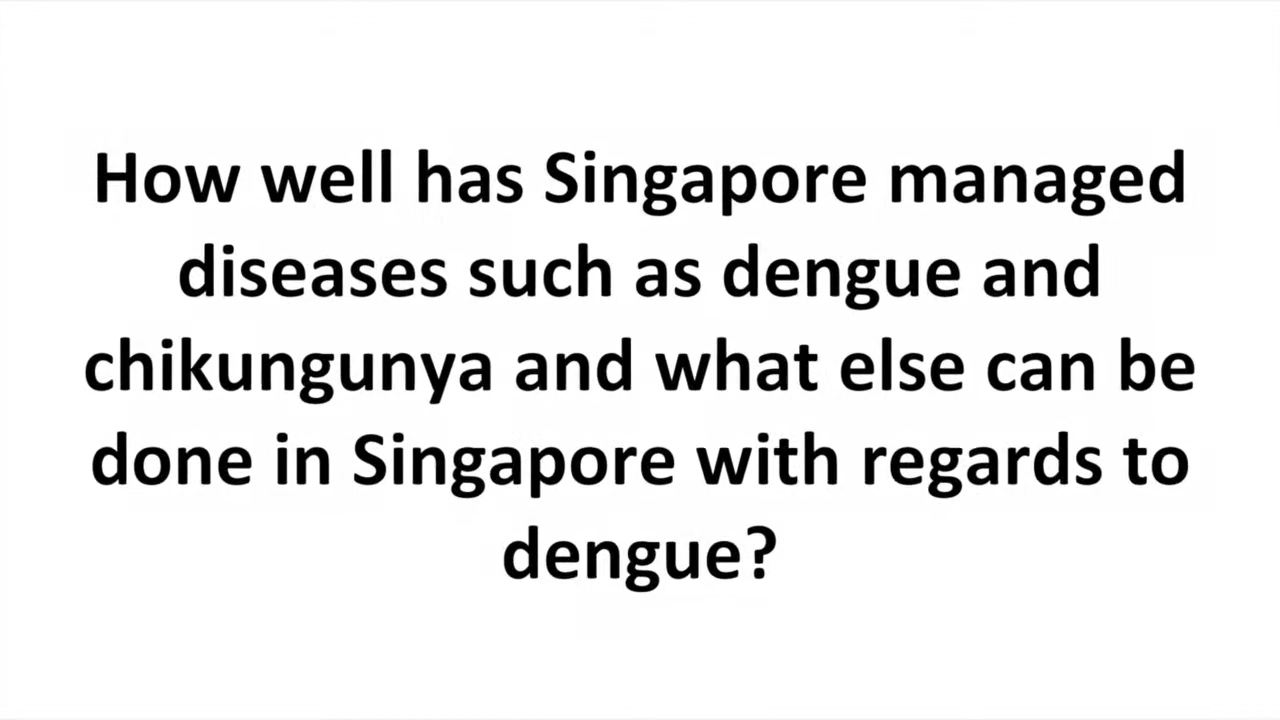 How well has Singapore managed
diseases such as dengue and
chikungunya and what else can be
done in Singapore with regards to
dengue?